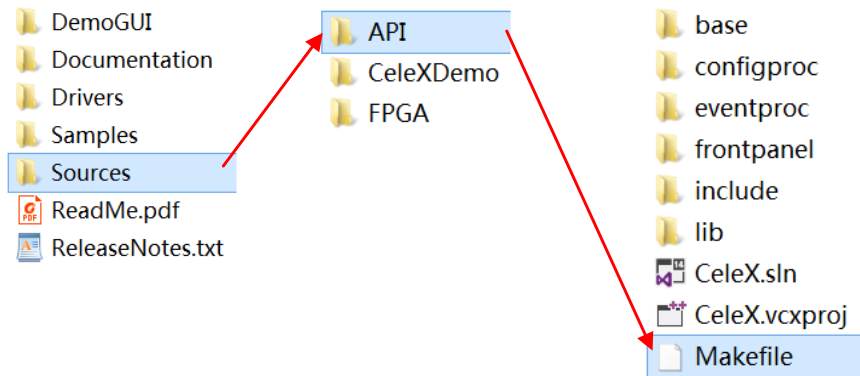 DemoGUI
Documentation
Drivers
Samples
Sources
ReadMe.pdf
ReleaseNotes.txt
API
CeleXDemo
FPGA
base
configproc
eventproc
frontpanel
include
lib
CeleX.sln
CeleX.vcxproj
Makefile